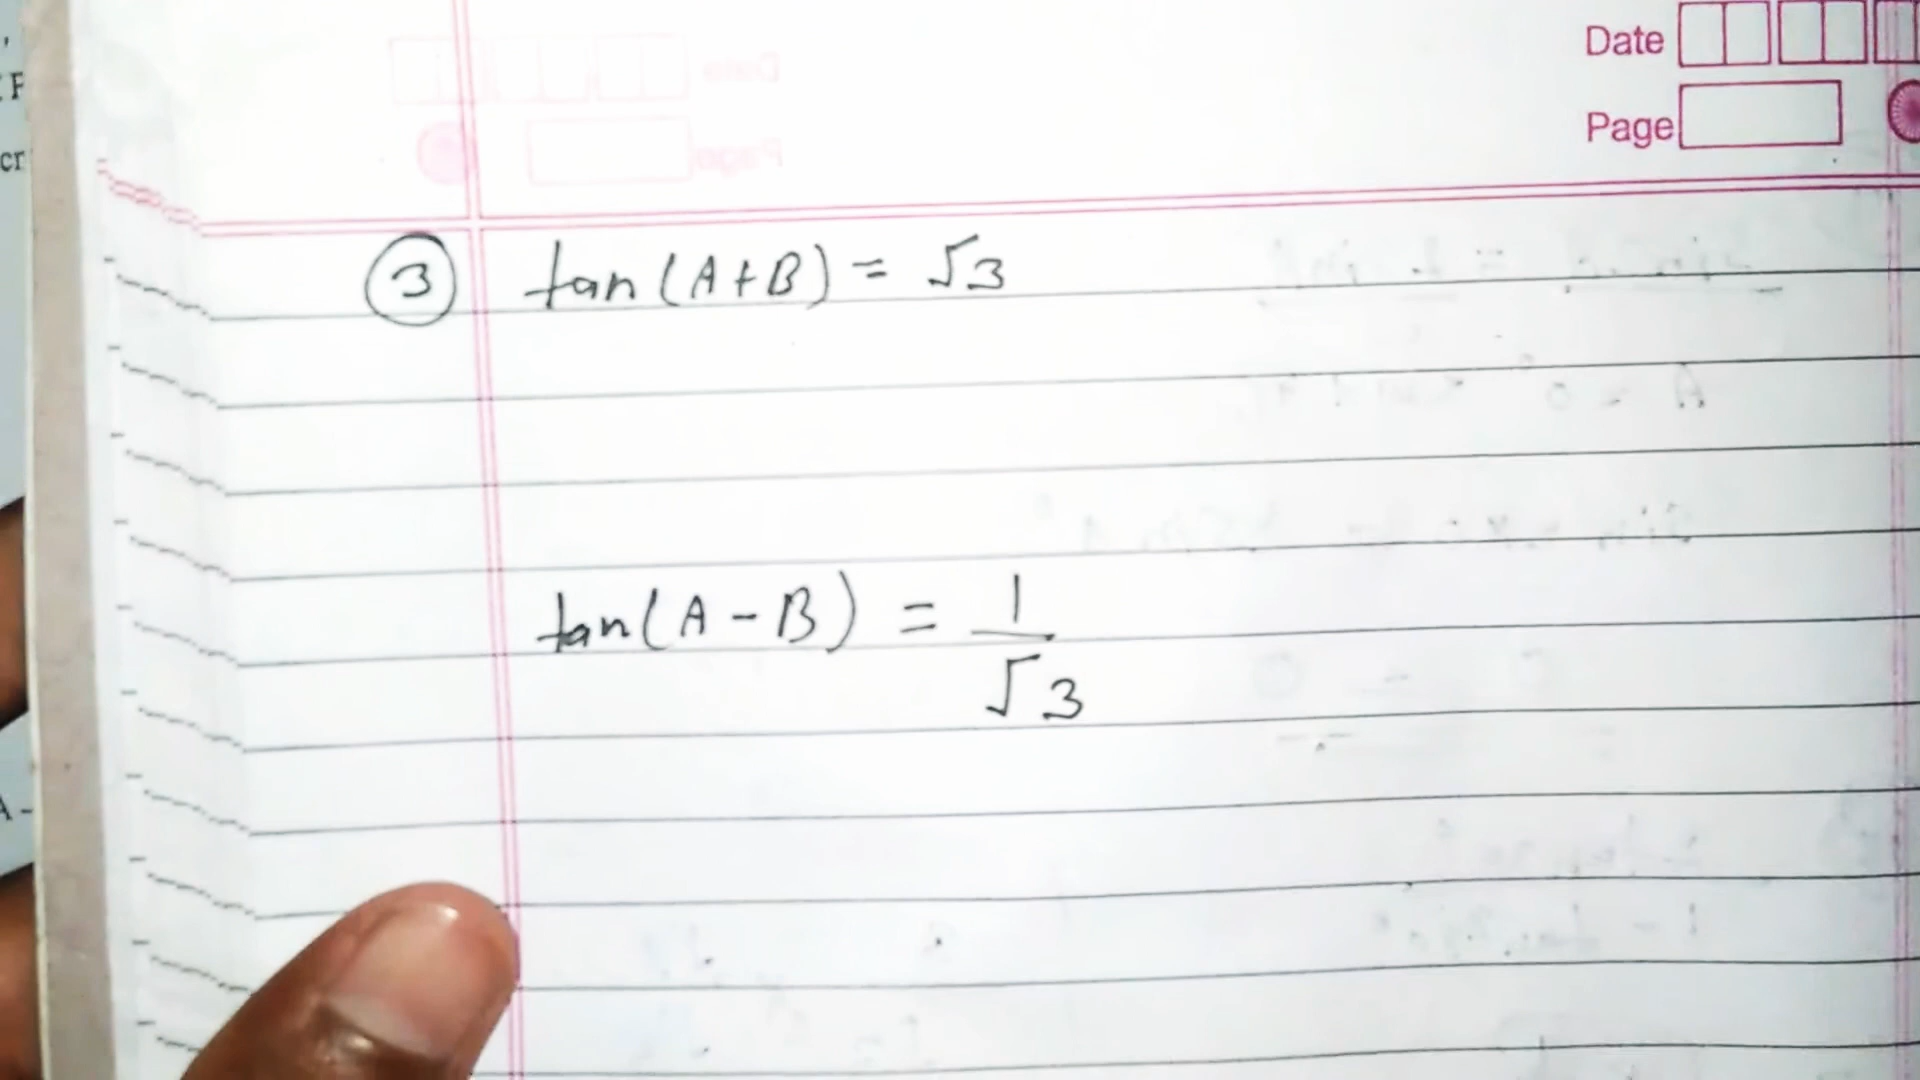 Date
Page
③ tan(A+B) = √3
tan(A-B) = 1/√3